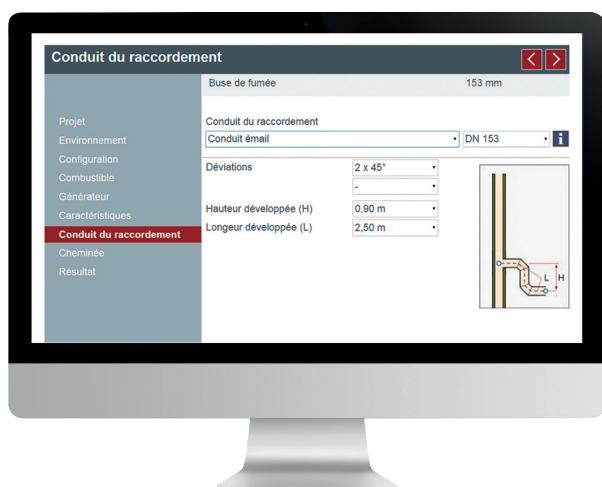 Conduit du raccordement
Buse de fumée 153 mm
Projet
Environnement
Configuration
Combustible
Générateur
Caractéristiques
Conduit du raccordement
Cheminée
Résultat
Conduit du raccordement
Conduit émail DN 153 i
Déviations 2 x 45°
-
Hauteur développée (H) 0,90 m
Longeur développée (L) 2,50 m
L H